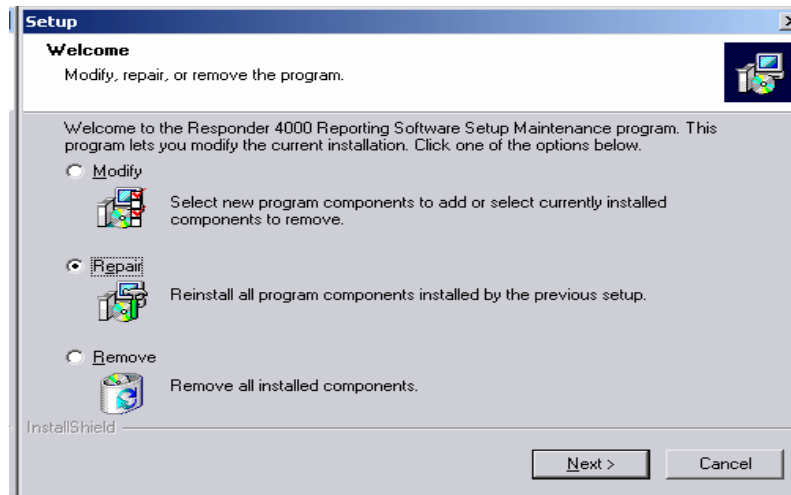 Setup
Welcome
Modify, repair, or remove the program.
Welcome to the Responder 4000 Reporting Software Setup Maintenance program. This
program lets you modify the current installation. Click one of the options below.
Modify
Select new program components to add or select currently installed
components to remove.
Repair
Reinstall all program components installed by the previous setup.
Remove
Remove all installed components.
InstallShield
Next >
Cancel